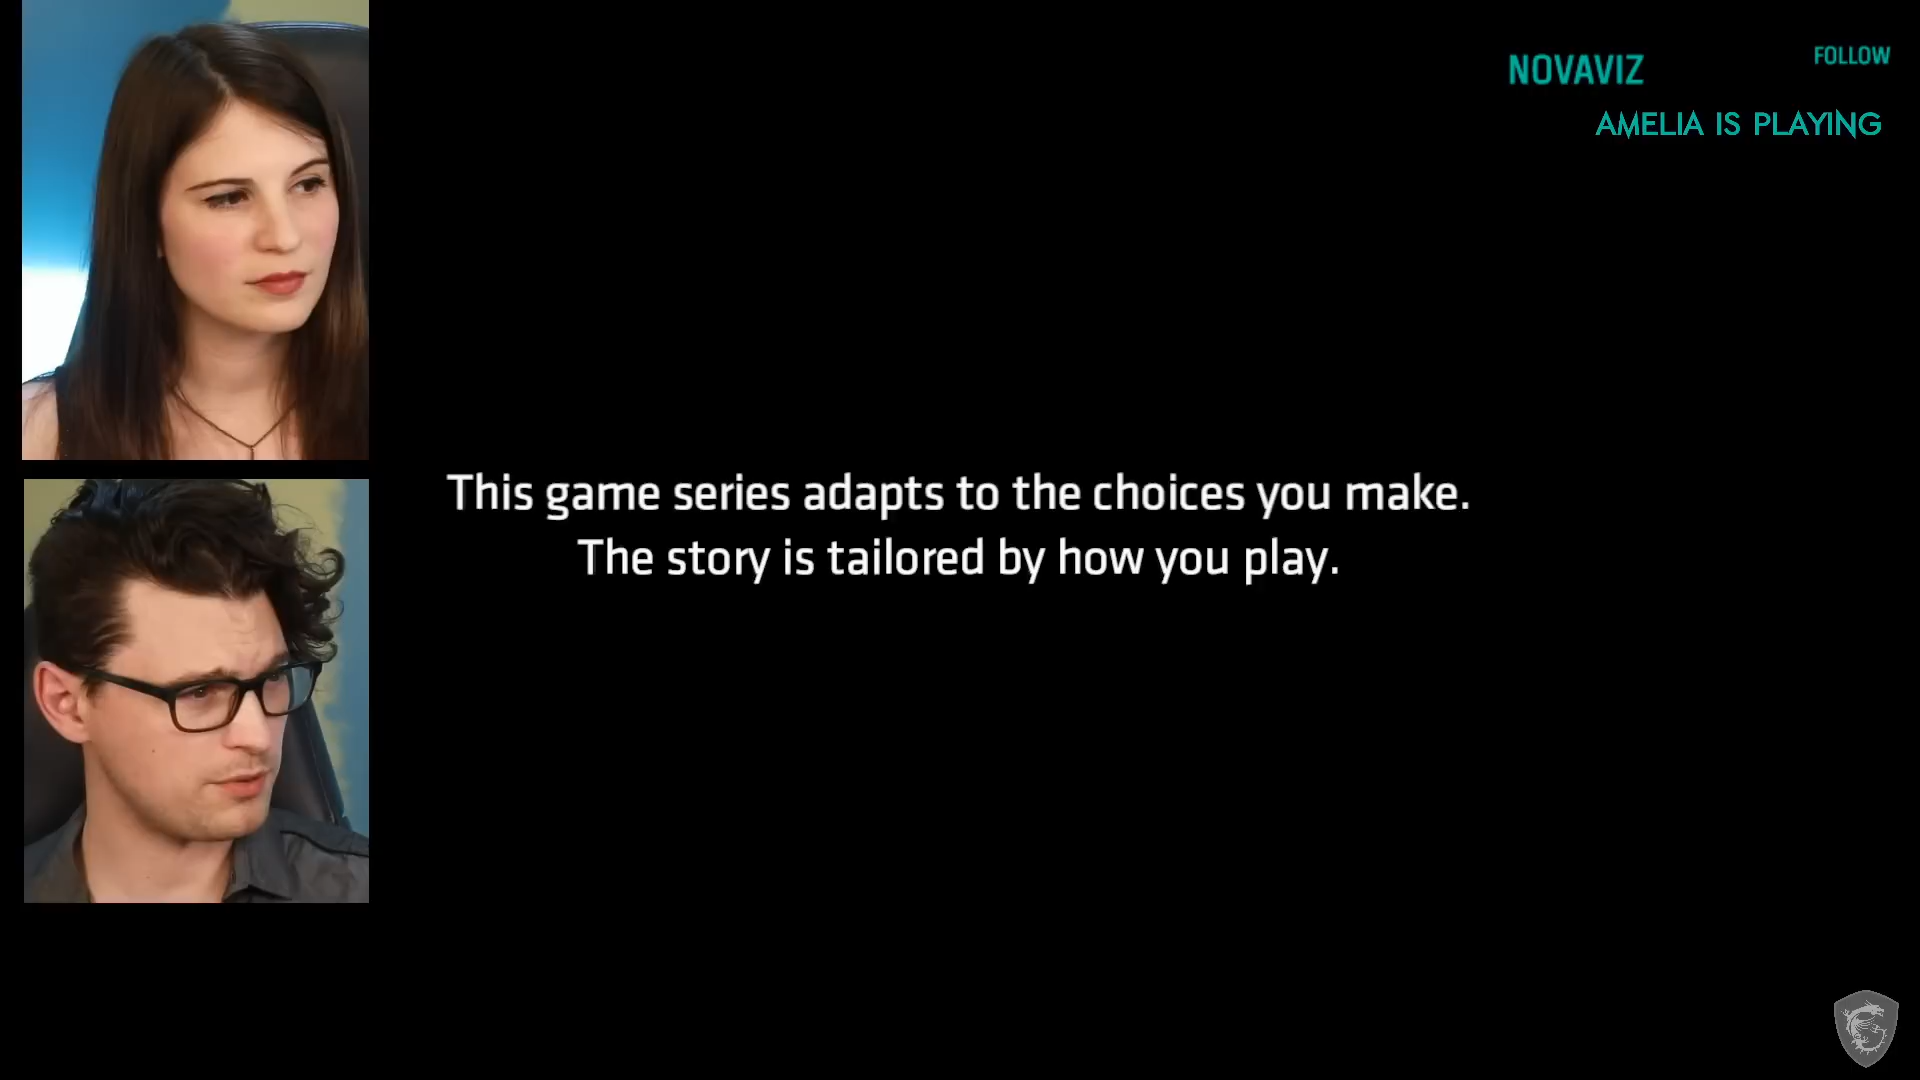 NOVAVIZ
FOLLOW
AMELIA IS PLAYING
This game series adapts to the choices you make.
The story is tailored by how you play.